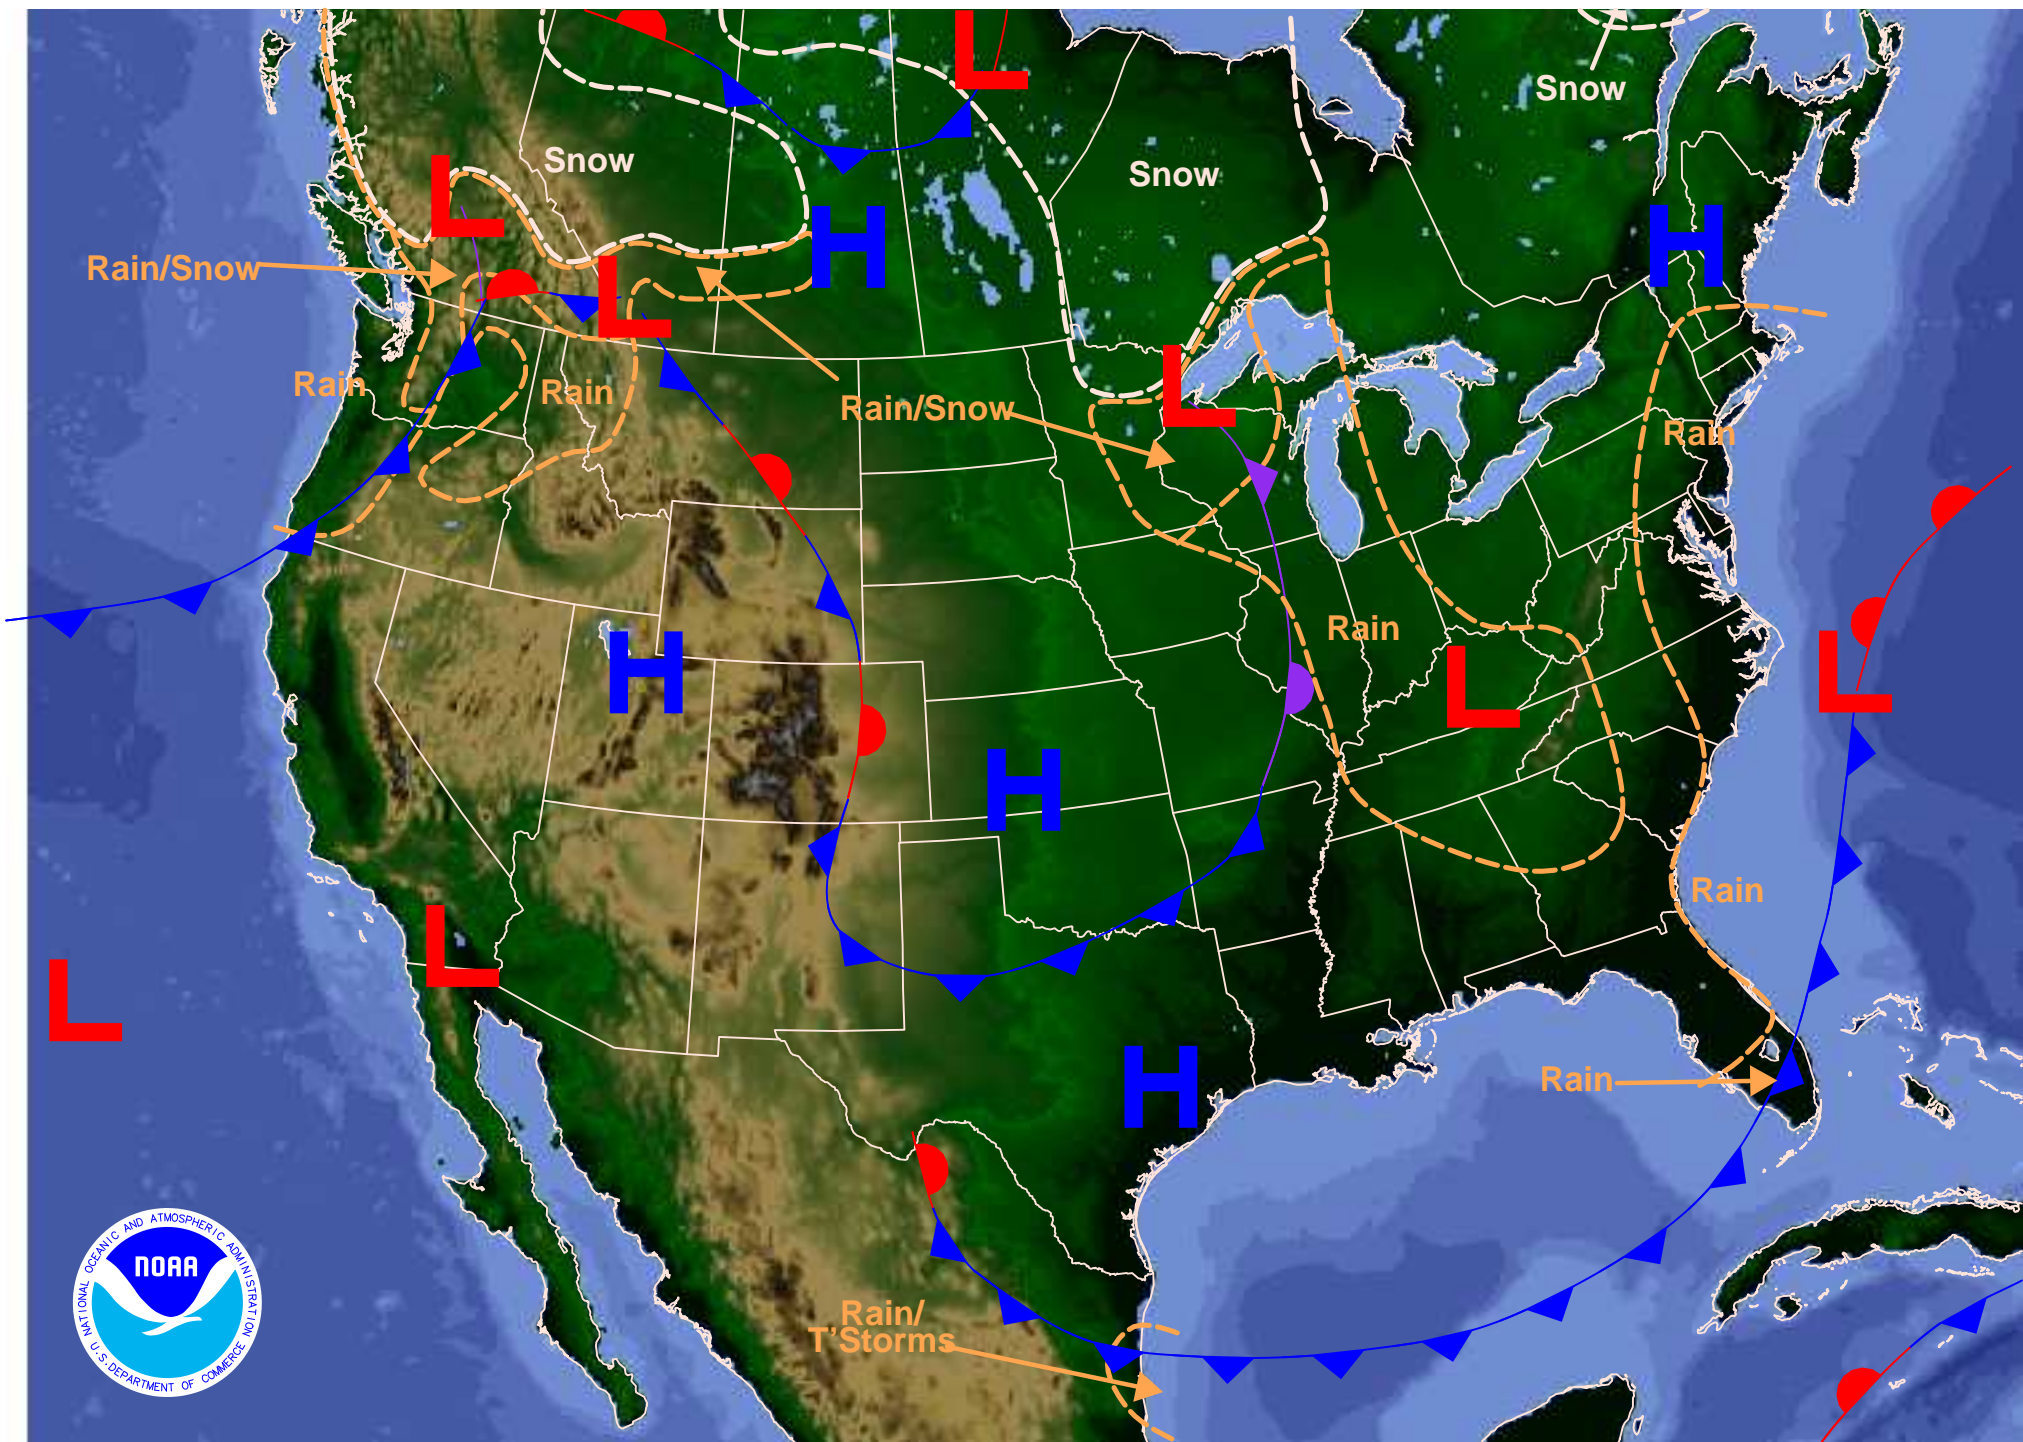 L
Snow
Snow
Snow
L
H
H
Rain/Snow
L
L
Rain
Rain
Rain/Snow
Rain
Rain
H
L
L
H
Rain
L
L
H
Rain
Rain/
T'Storms
NATIONAL OCEANIC AND ATMOSPHERIC ADMINISTRATION
NOAA
U.S. DEPARTMENT OF COMMERCE